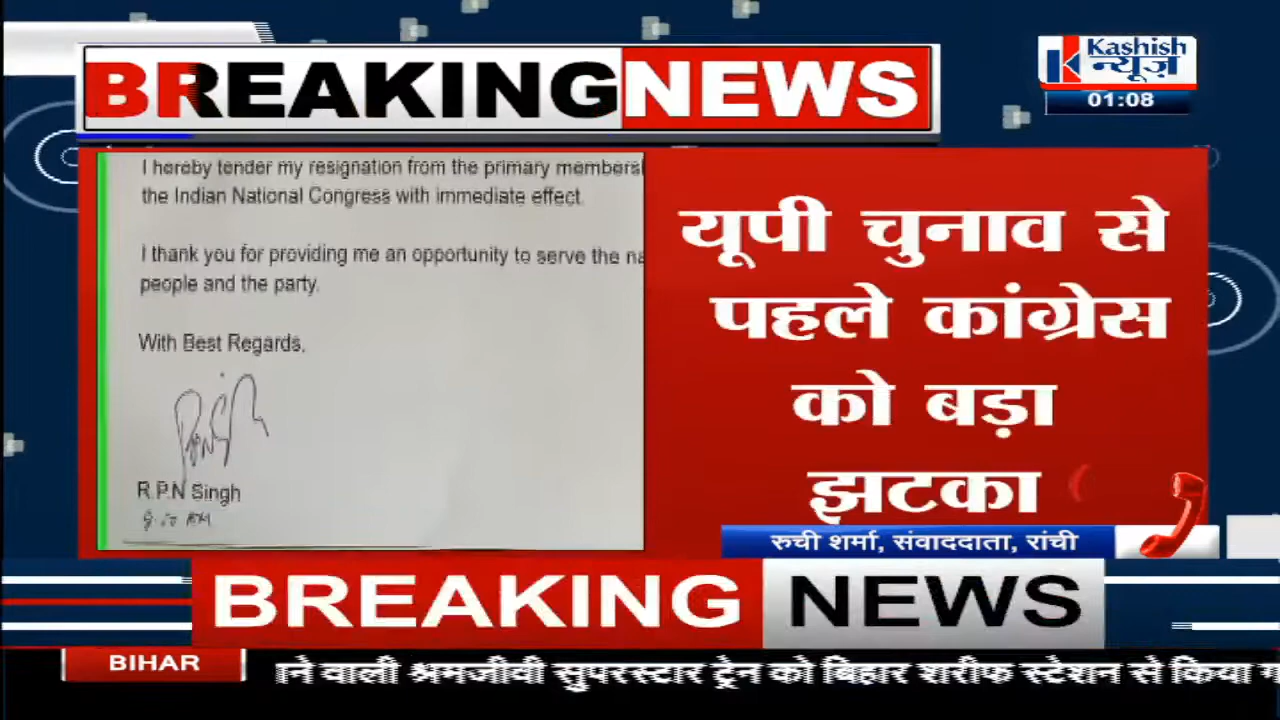 BREAKING NEWS
Kashish
न्यूज़
01:08
I hereby tender my resignation from the primary
the Indian National Congress with immediate effect.
I thank you for providing me an opportunity to serve the
people and the party.
With Best Regards,
R.P.N Singh
यूपी चुनाव से
पहले कांग्रेस
को बड़ा
झटका
रुची शर्मा, संवाददाता, रांची
BREAKING NEWS
BIHAR
वाली श्रमजीवी सुपरस्टार ट्रेन को बिहार शरीफ स्टेशन से किया